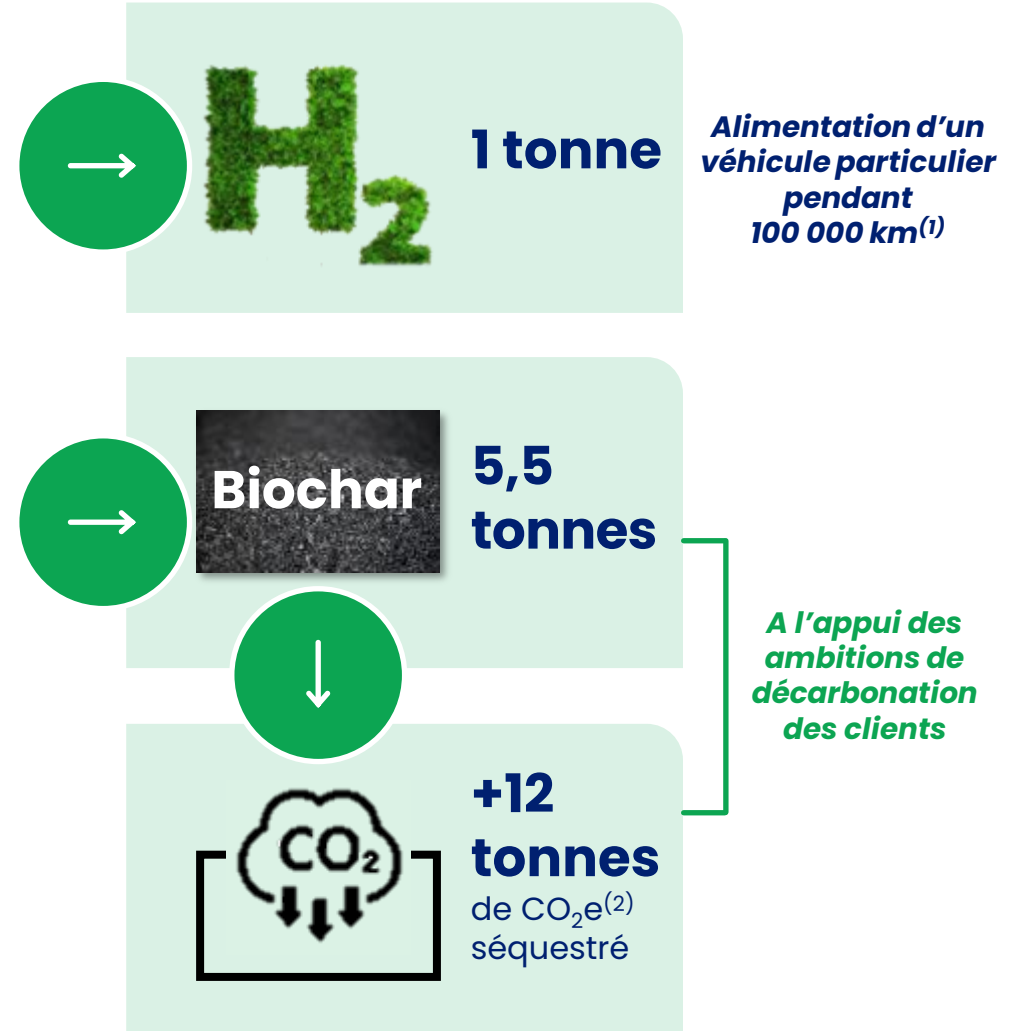 H2
1 tonne
Alimentation d’un
véhicule particulier
pendant
100 000 km(1)
Biochar
5,5
tonnes
A l’appui des
ambitions de
décarbonation
des clients
CO2
+12
tonnes
de CO2e(2)
séquestré